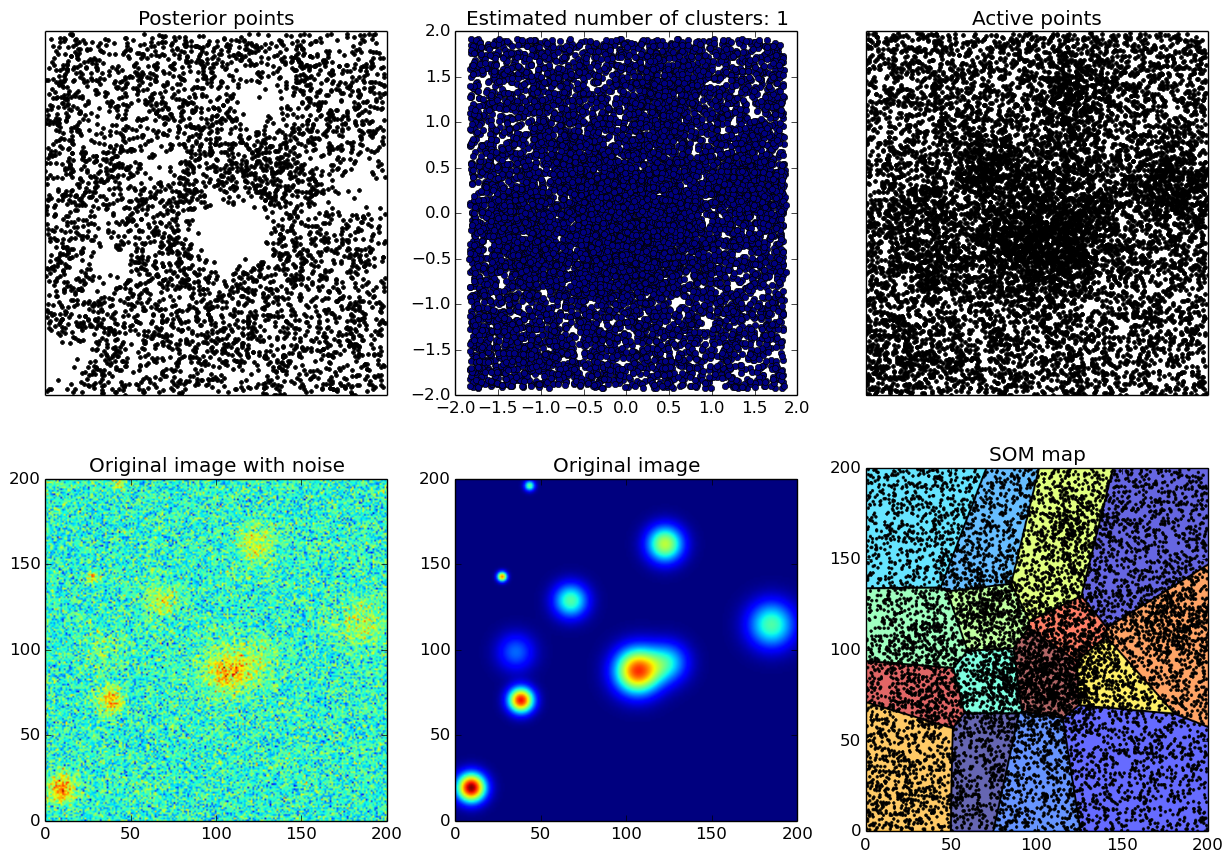 Posterior points
Estimated number of clusters: 1
Active points
2.0
1.5
1.0
0.5
0.0
−0.5
−1.0
−1.5
−2.0
−2.0 −1.5 −1.0 −0.5 0.0 0.5 1.0 1.5 2.0
Original image with noise
200
150
100
50
0
0 50 100 150 200
Original image
200
150
100
50
0
0 50 100 150 200
SOM map
200
150
100
50
0
0 50 100 150 200